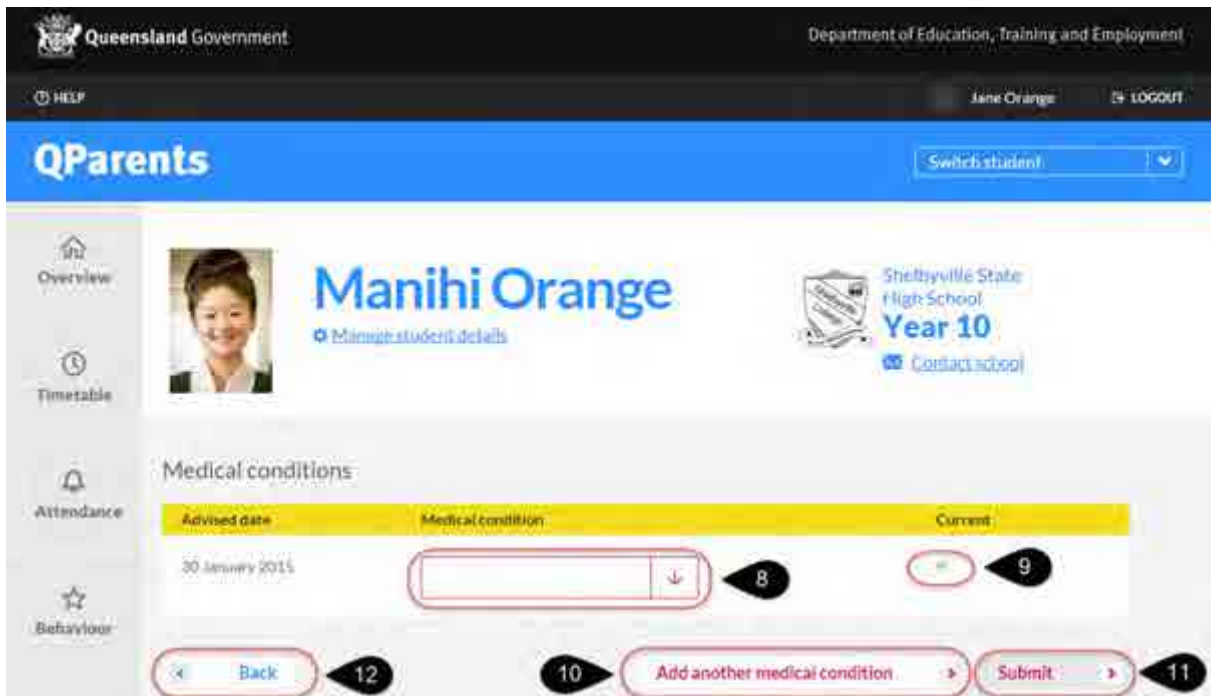 Queensland Government
Department of Education, Training and Employment
HELP
Jane Orange
LOGOUT
QParents
Switch student
Overview
Manihi Orange
Manage student details
Shelbyville State
High School
Year 10
Contact school
Timetable
Medical conditions
Attendance
Advised date
Medical condition
Current
30 January 2015
8
9
Behaviour
Back
12
10
Add another medical condition
Submit
11